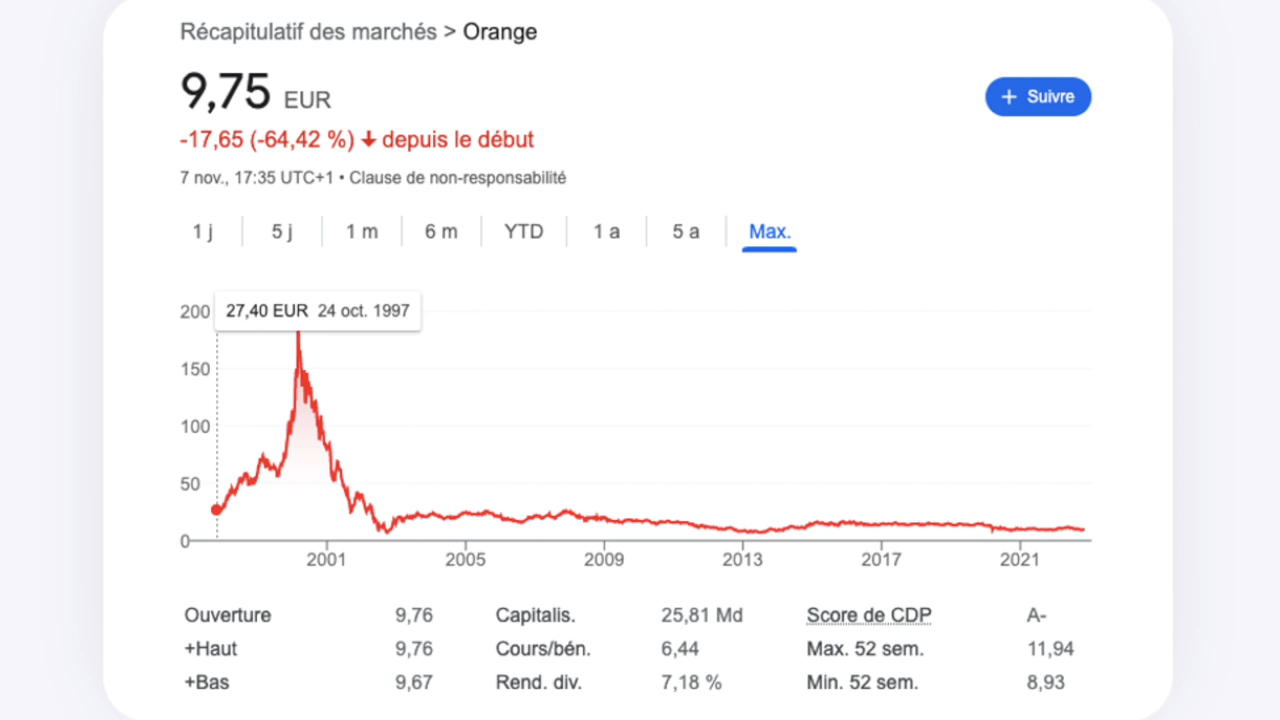 Récapitulatif des marchés > Orange
9,75 EUR
+ Suivre
-17,65 (-64,42 %) ↓ depuis le début
7 nov., 17:35 UTC+1 • Clause de non-responsabilité
1 j 5 j 1 m 6 m YTD 1 a 5 a Max.
27,40 EUR 24 oct. 1997
200
150
100
50
0
2001 2005 2009 2013 2017 2021
Ouverture 9,76 Capitalis. 25,81 Md Score de CDP A-
+Haut 9,76 Cours/bén. 6,44 Max. 52 sem. 11,94
+Bas 9,67 Rend. div. 7,18 % Min. 52 sem. 8,93